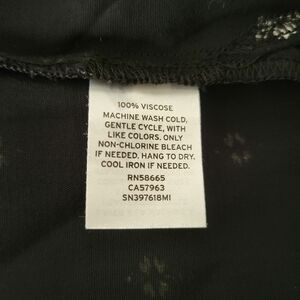 100% VISCOSE
MACHINE WASH COLD,
GENTLE CYCLE, WITH
LIKE COLORS. ONLY
NON-CHLORINE BLEACH
IF NEEDED. HANG TO DRY.
COOL IRON IF NEEDED.
RN58665
CA57963
SN397618MI